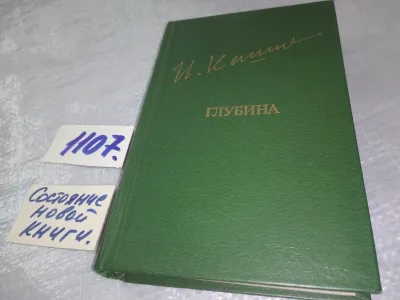 ГЛУБИНА
1107.
Состояние
новой
книги.